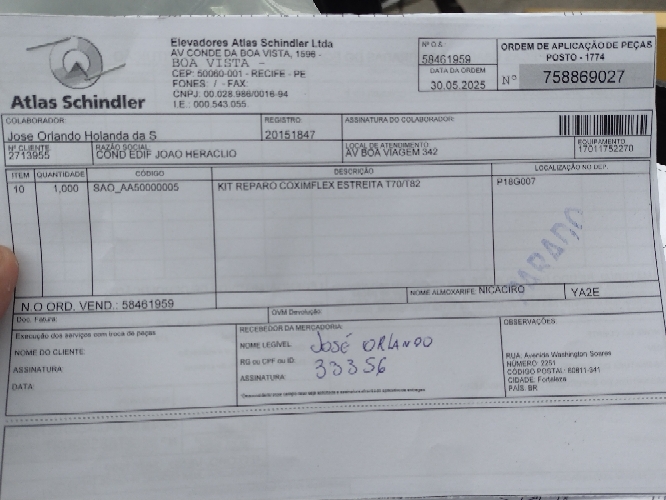 Atlas Schindler
Elevadores Atlas Schindler Ltda
AV CONDE DA BOA VISTA, 1596 -
BOA VISTA -
CEP: 50060-001 - RECIFE - PE
FONES: / - FAX:
CNPJ: 00.028.986/0016-94
I.E.: 000.543.055.
Nº O.S.
58461959
DATA DA ORDEM
30.05.2025
ORDEM DE APLICAÇÃO DE PEÇAS
POSTO - 1774
Nº 758869027
COLABORADOR:
Jose Orlando Holanda da S
REGISTRO:
20151847
ASSINATURA DO COLABORADOR:
Nº CLIENTE
2713955
RAZÃO SOCIAL
COND EDIF JOAO HERACLIO
LOCAL DE ATENDIMENTO:
AV BOA VIAGEM 342
EQUIPAMENTO
17011752270
ITEM QUANTIDADE CÓDIGO DESCRIÇÃO LOCALIZAÇÃO NO DEP.
10 1,000 SAO_AA50000005 KIT REPARO COXIMFLEX ESTREITA T70/T82 P18G007
PARADO
NOME ALMOXARIFE: NICACIRO YA2E
N.O ORD. VEND.: 58461959
Doc. Fatura: OVM Devolução:
Execução dos serviços com troca de peças
NOME DO CLIENTE:
ASSINATURA:
DATA:
RECEBEDOR DA MERCADORIA:
NOME LEGÍVEL: JOSÉ ORLANDO
RG ou CPF ou ID: 33356
ASSINATURA:
OBSERVAÇÕES:
RUA: Avenida Washington Soares
NÚMERO: 2251
CÓDIGO POSTAL: 60811-341
CIDADE: Fortaleza
PAÍS: BR